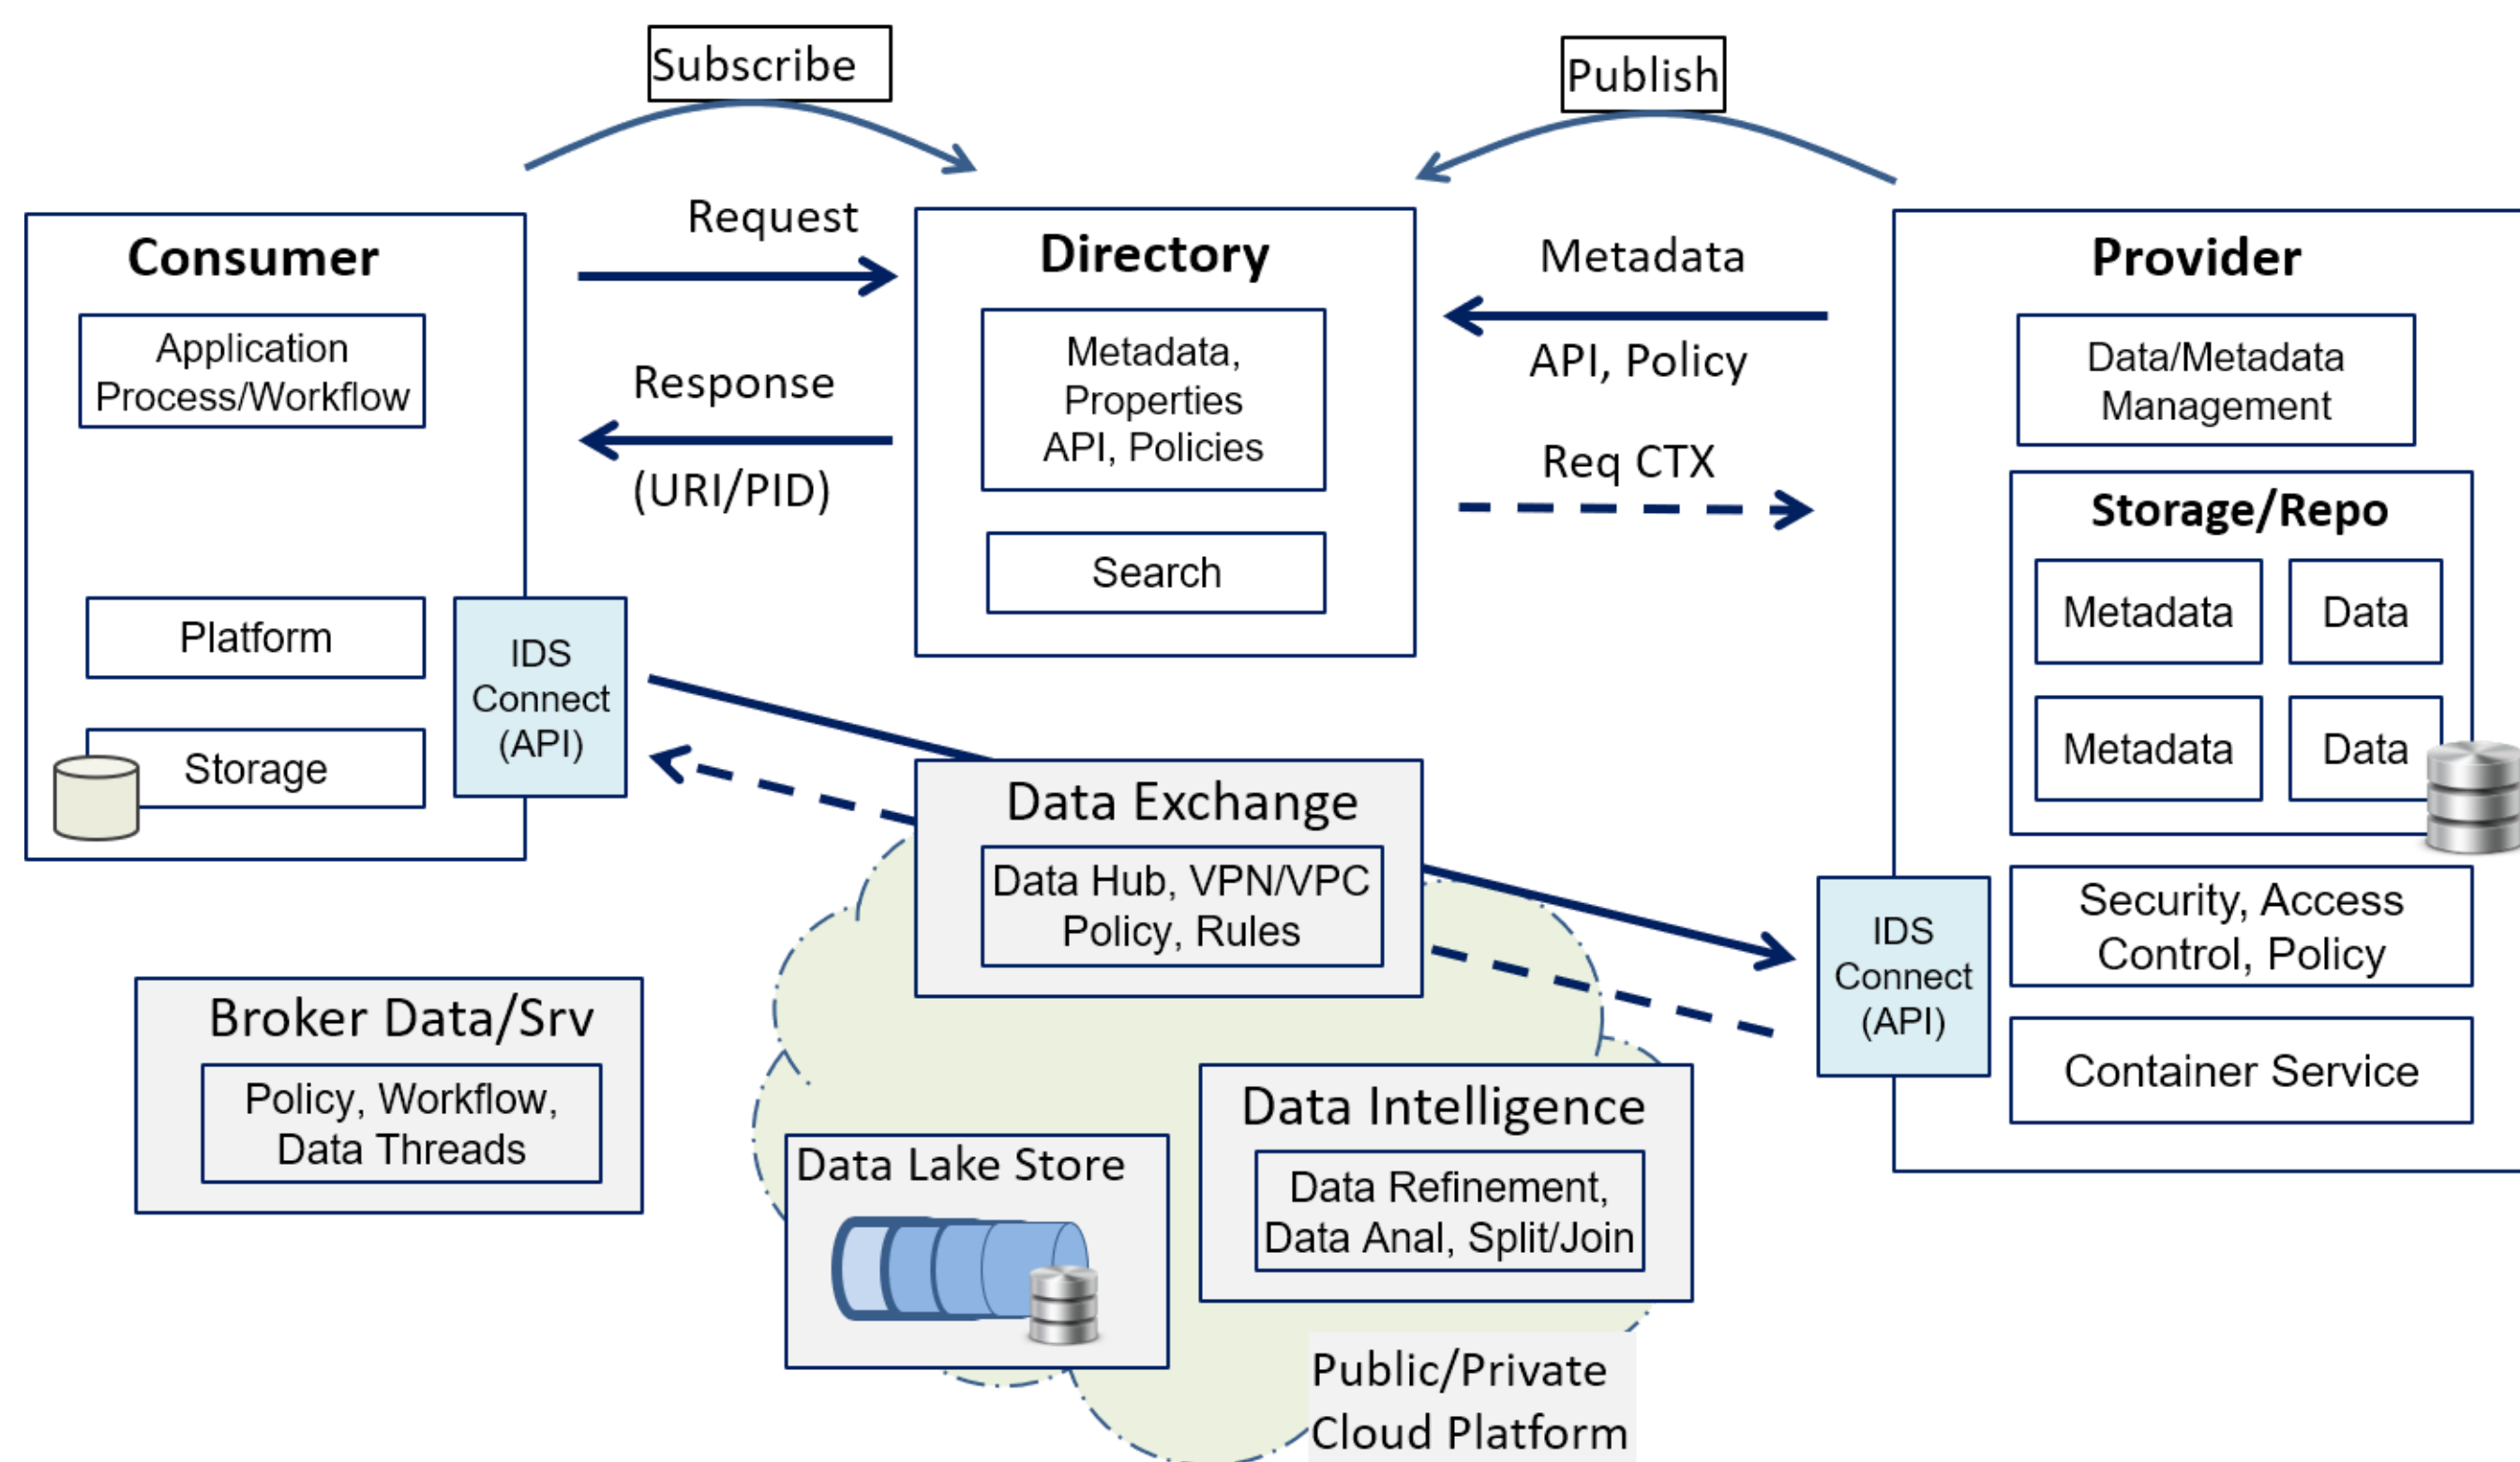 Subscribe
Publish
Consumer
Application
Process/Workflow
Platform
Storage
IDS
Connect
(API)
Request
Response
(URI/PID)
Directory
Metadata,
Properties
API, Policies
Search
Metadata
API, Policy
Req CTX
Provider
Data/Metadata
Management
Storage/Repo
Metadata
Data
Metadata
Data
Security, Access
Control, Policy
Container Service
IDS
Connect
(API)
Data Exchange
Data Hub, VPN/VPC
Policy, Rules
Broker Data/Srv
Policy, Workflow,
Data Threads
Data Lake Store
Data Intelligence
Data Refinement,
Data Anal, Split/Join
Public/Private
Cloud Platform